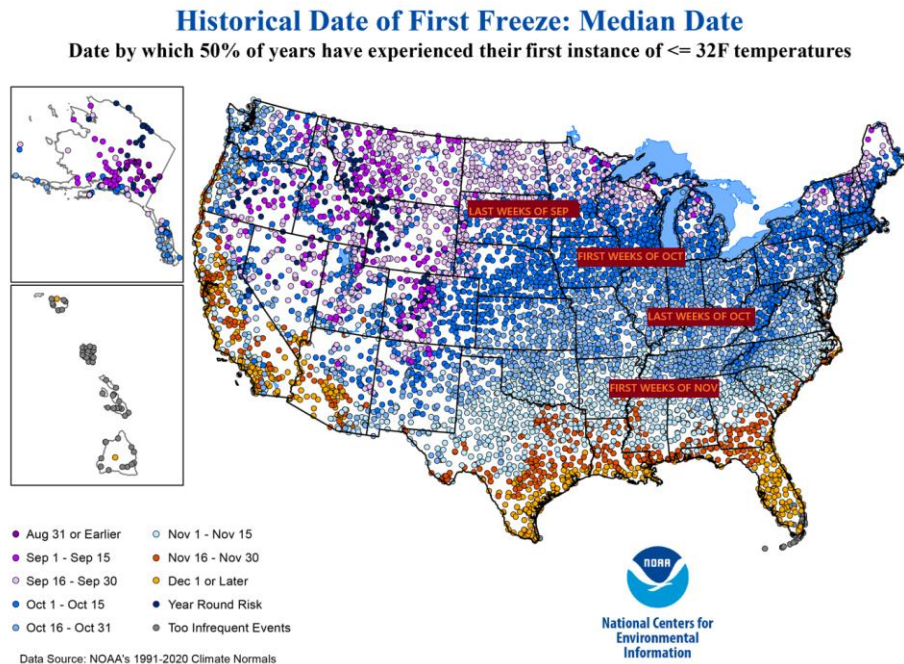 Historical Date of First Freeze: Median Date
Date by which 50% of years have experienced their first instance of <= 32F temperatures
LAST WEEKS OF SEP
FIRST WEEKS OF OCT
LAST WEEKS OF OCT
FIRST WEEKS OF NOV
Aug 31 or Earlier
Sep 1 - Sep 15
Sep 16 - Sep 30
Oct 1 - Oct 15
Oct 16 - Oct 31
Nov 1 - Nov 15
Nov 16 - Nov 30
Dec 1 or Later
Year Round Risk
Too Infrequent Events
NOAA
National Centers for
Environmental
Information
Data Source: NOAA's 1991-2020 Climate Normals